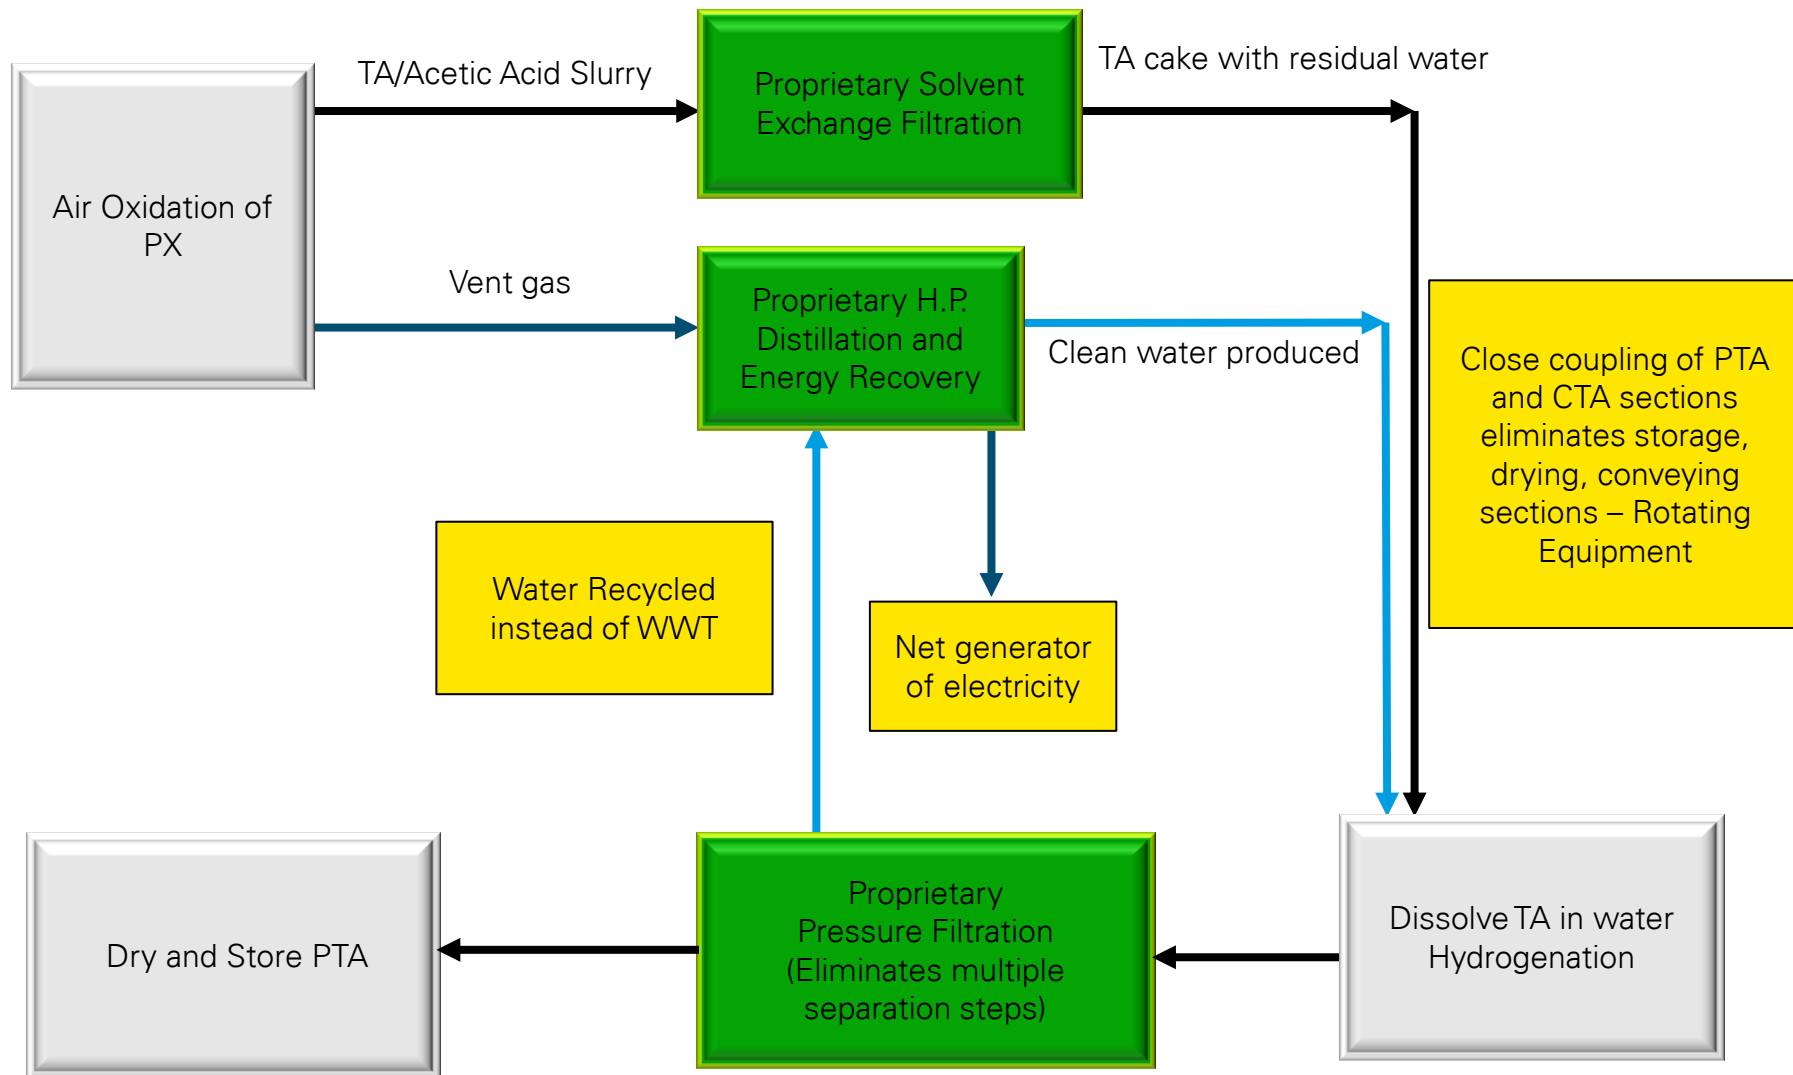 TA/Acetic Acid Slurry
Proprietary Solvent
Exchange Filtration
TA cake with residual water
Air Oxidation of
PX
Vent gas
Proprietary H.P.
Distillation and
Energy Recovery
Clean water produced
Close coupling of PTA
and CTA sections
eliminates storage,
drying, conveying
sections – Rotating
Equipment
Water Recycled
instead of WWT
Net generator
of electricity
Dry and Store PTA
Proprietary
Pressure Filtration
(Eliminates multiple
separation steps)
Dissolve TA in water
Hydrogenation